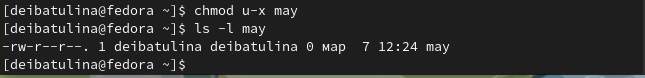 [deibatulina@fedora ~]$ chmod u-x may
[deibatulina@fedora ~]$ ls -l may
-rw-r--r--. 1 deibatulina deibatulina 0 мар  7 12:24 may
[deibatulina@fedora ~]$